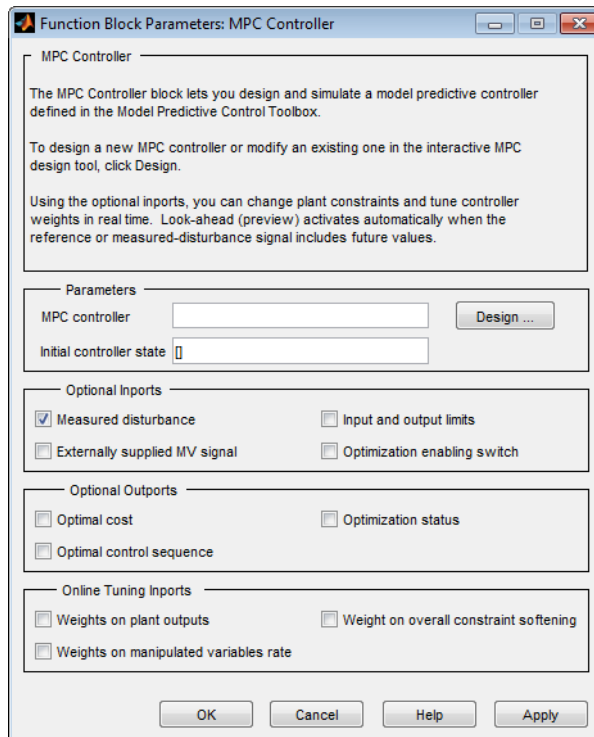 Function Block Parameters: MPC Controller
MPC Controller
The MPC Controller block lets you design and simulate a model predictive controller
defined in the Model Predictive Control Toolbox.
To design a new MPC controller or modify an existing one in the interactive MPC
design tool, click Design.
Using the optional inports, you can change plant constraints and tune controller
weights in real time.  Look-ahead (preview) activates automatically when the
reference or measured-disturbance signal includes future values.
Parameters
MPC controller
Design ...
Initial controller state []
Optional Inports
Measured disturbance
Input and output limits
Externally supplied MV signal
Optimization enabling switch
Optional Outports
Optimal cost
Optimization status
Optimal control sequence
Online Tuning Inports
Weights on plant outputs
Weight on overall constraint softening
Weights on manipulated variables rate
OK
Cancel
Help
Apply